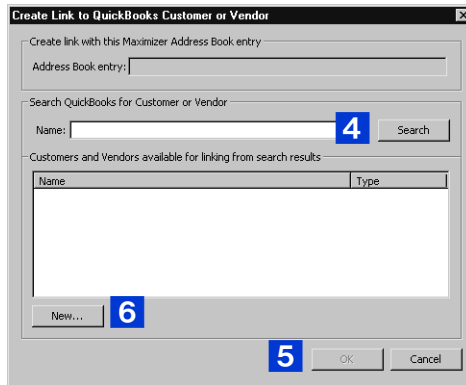 Create Link to QuickBooks Customer or Vendor
Create link with this Maximizer Address Book entry
Address Book entry:
Search QuickBooks for Customer or Vendor
Name: 4 Search
Customers and Vendors available for linking from search results
Name Type
New... 6
5 OK Cancel